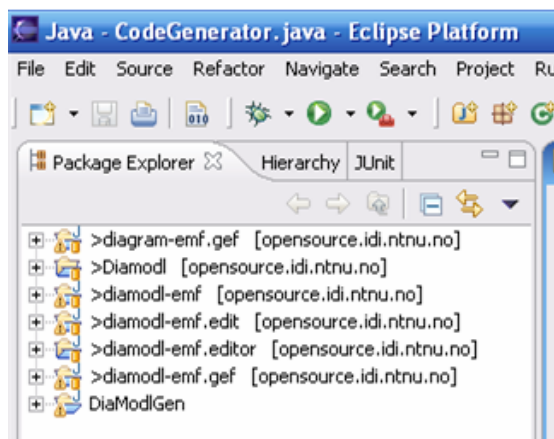 Java - CodeGenerator.java - Eclipse Platform
File Edit Source Refactor Navigate Search Project Ru
010
Package Explorer Hierarchy JUnit
>diagram-emf.gef [opensource.idi.ntnu.no]
>Diamodl [opensource.idi.ntnu.no]
>diamodl-emf [opensource.idi.ntnu.no]
>diamodl-emf.edit [opensource.idi.ntnu.no]
>diamodl-emf.editor [opensource.idi.ntnu.no]
>diamodl-emf.gef [opensource.idi.ntnu.no]
DiaModlGen